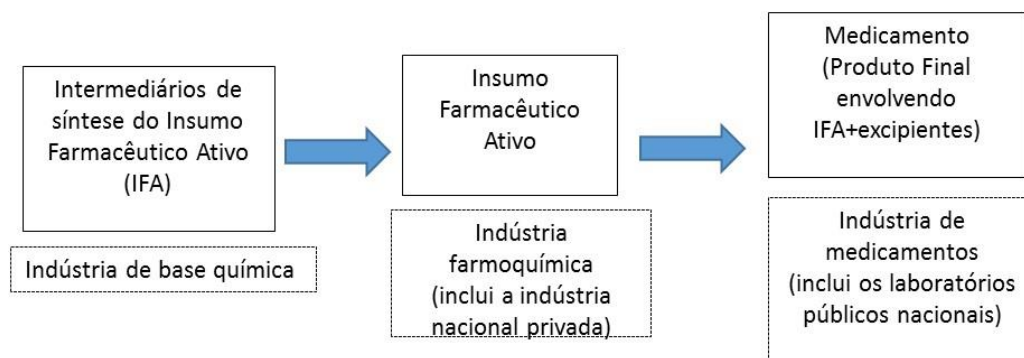 Intermediários de
síntese do Insumo
Farmacêutico Ativo
(IFA)
Indústria de base química
Insumo
Farmacêutico
Ativo
Indústria
farmoquímica
(inclui a indústria
nacional privada)
Medicamento
(Produto Final
envolvendo
IFA+excipientes)
Indústria de
medicamentos
(inclui os laboratórios
públicos nacionais)